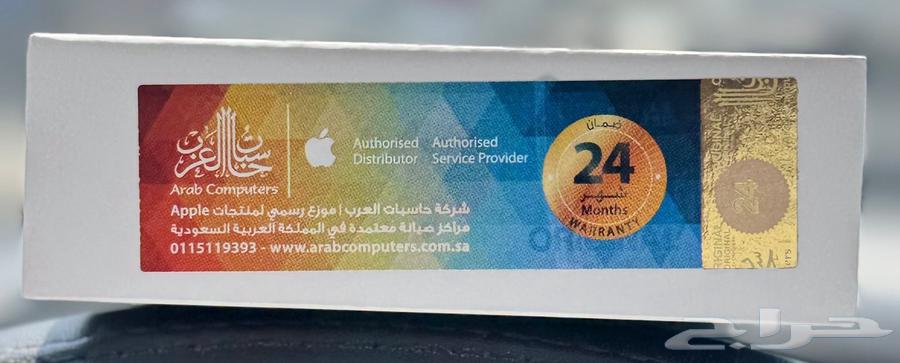 حاسبات العرب
Arab Computers
Authorised Distributor
Authorised Service Provider
شركة حاسبات العرب | موزع رسمي لمنتجات Apple
مراكز صيانة معتمدة في المملكة العربية السعودية
0115119393 - www.arabcomputers.com.sa
ضمان
24
شهر
Months
WARRANTY
24
ORIGINAL
حراج